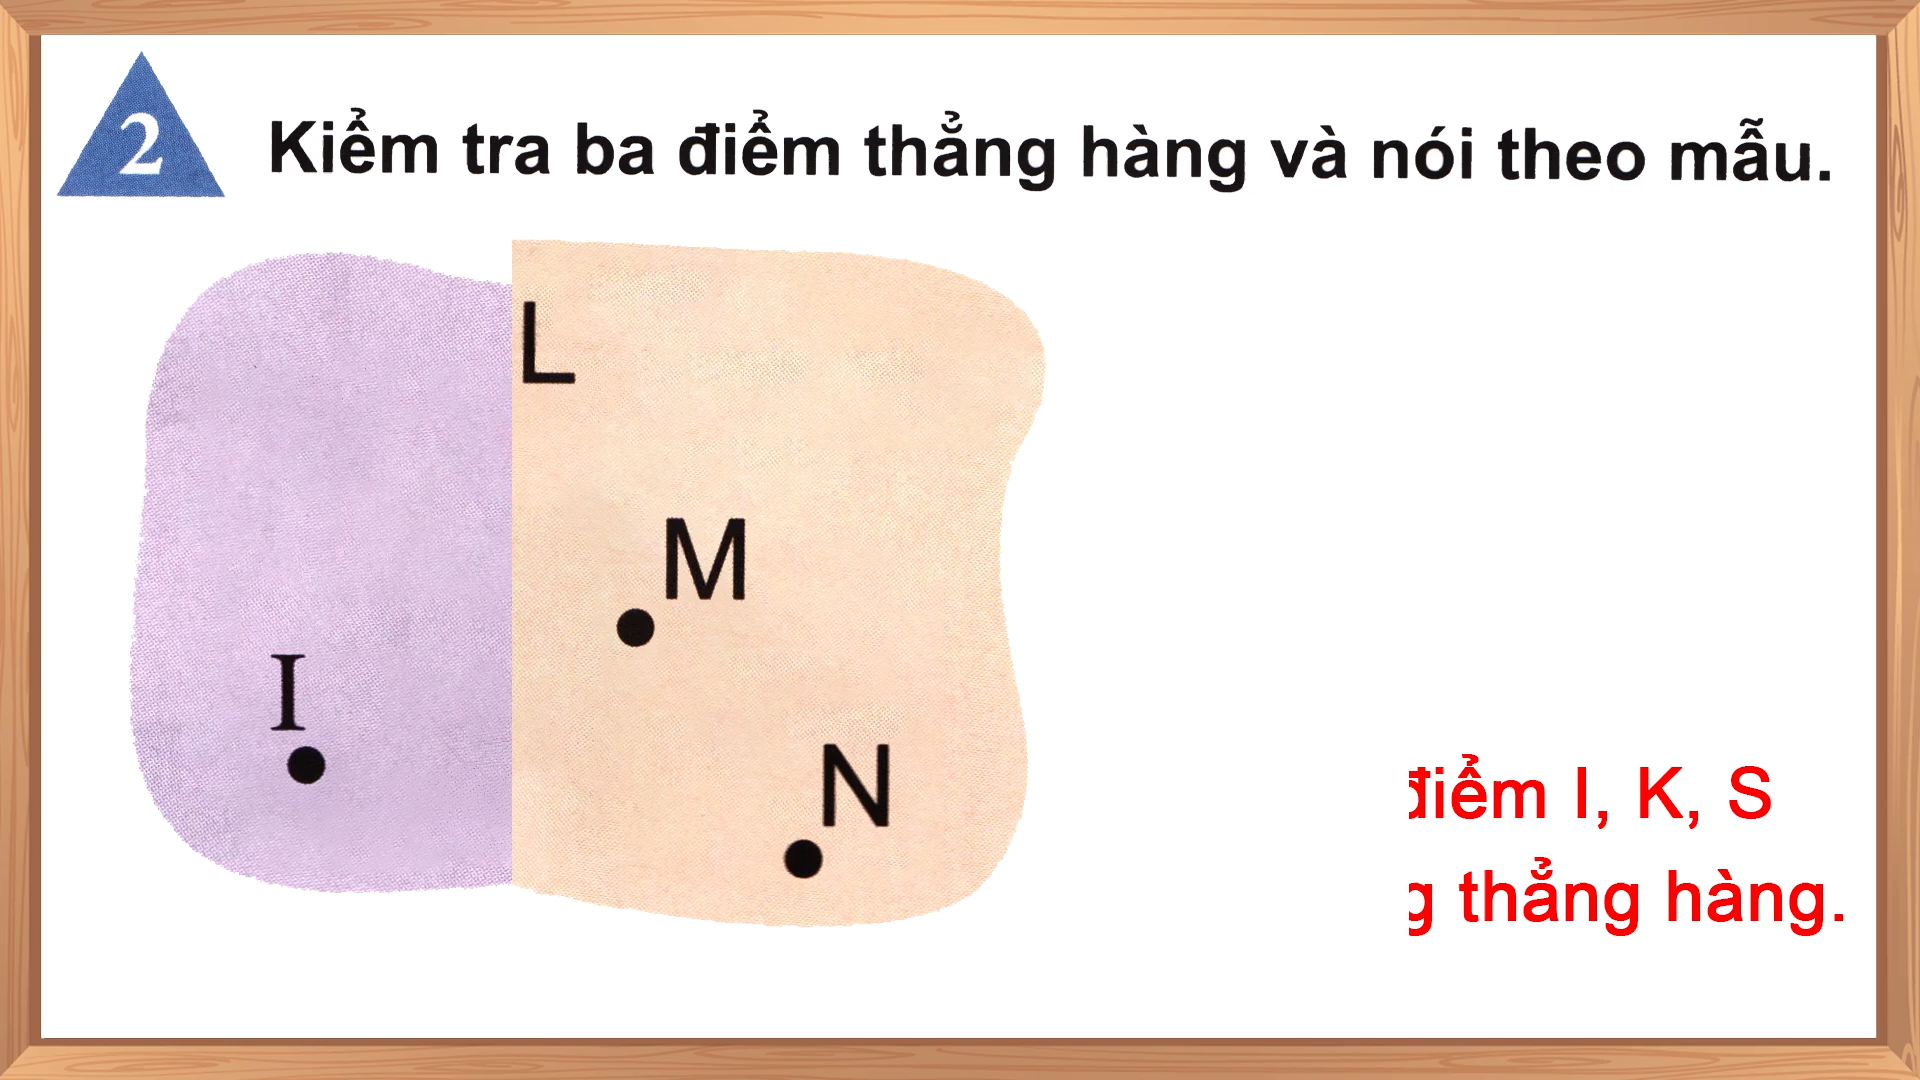 2 Kiểm tra ba điểm thẳng hàng và nói theo mẫu.
L
M
I
N
điểm I, K, S
thẳng hàng.